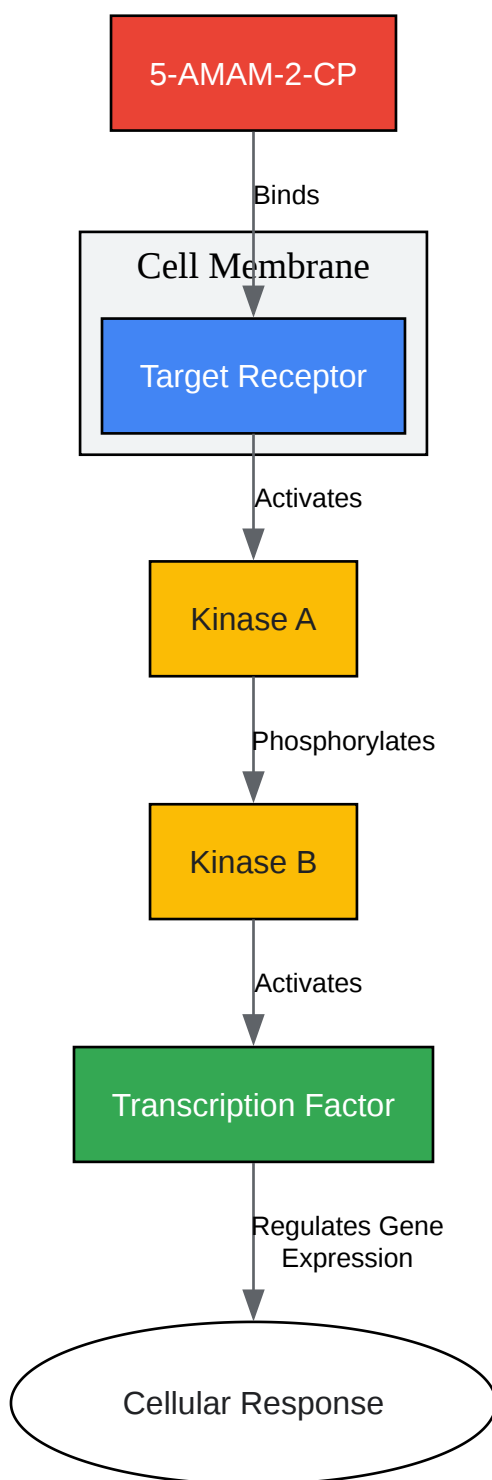 5-AMAM-2-CP
Binds
Cell Membrane
Target Receptor
Activates
Kinase A
Phosphorylates
Kinase B
Activates
Transcription Factor
Regulates Gene
Expression
Cellular Response